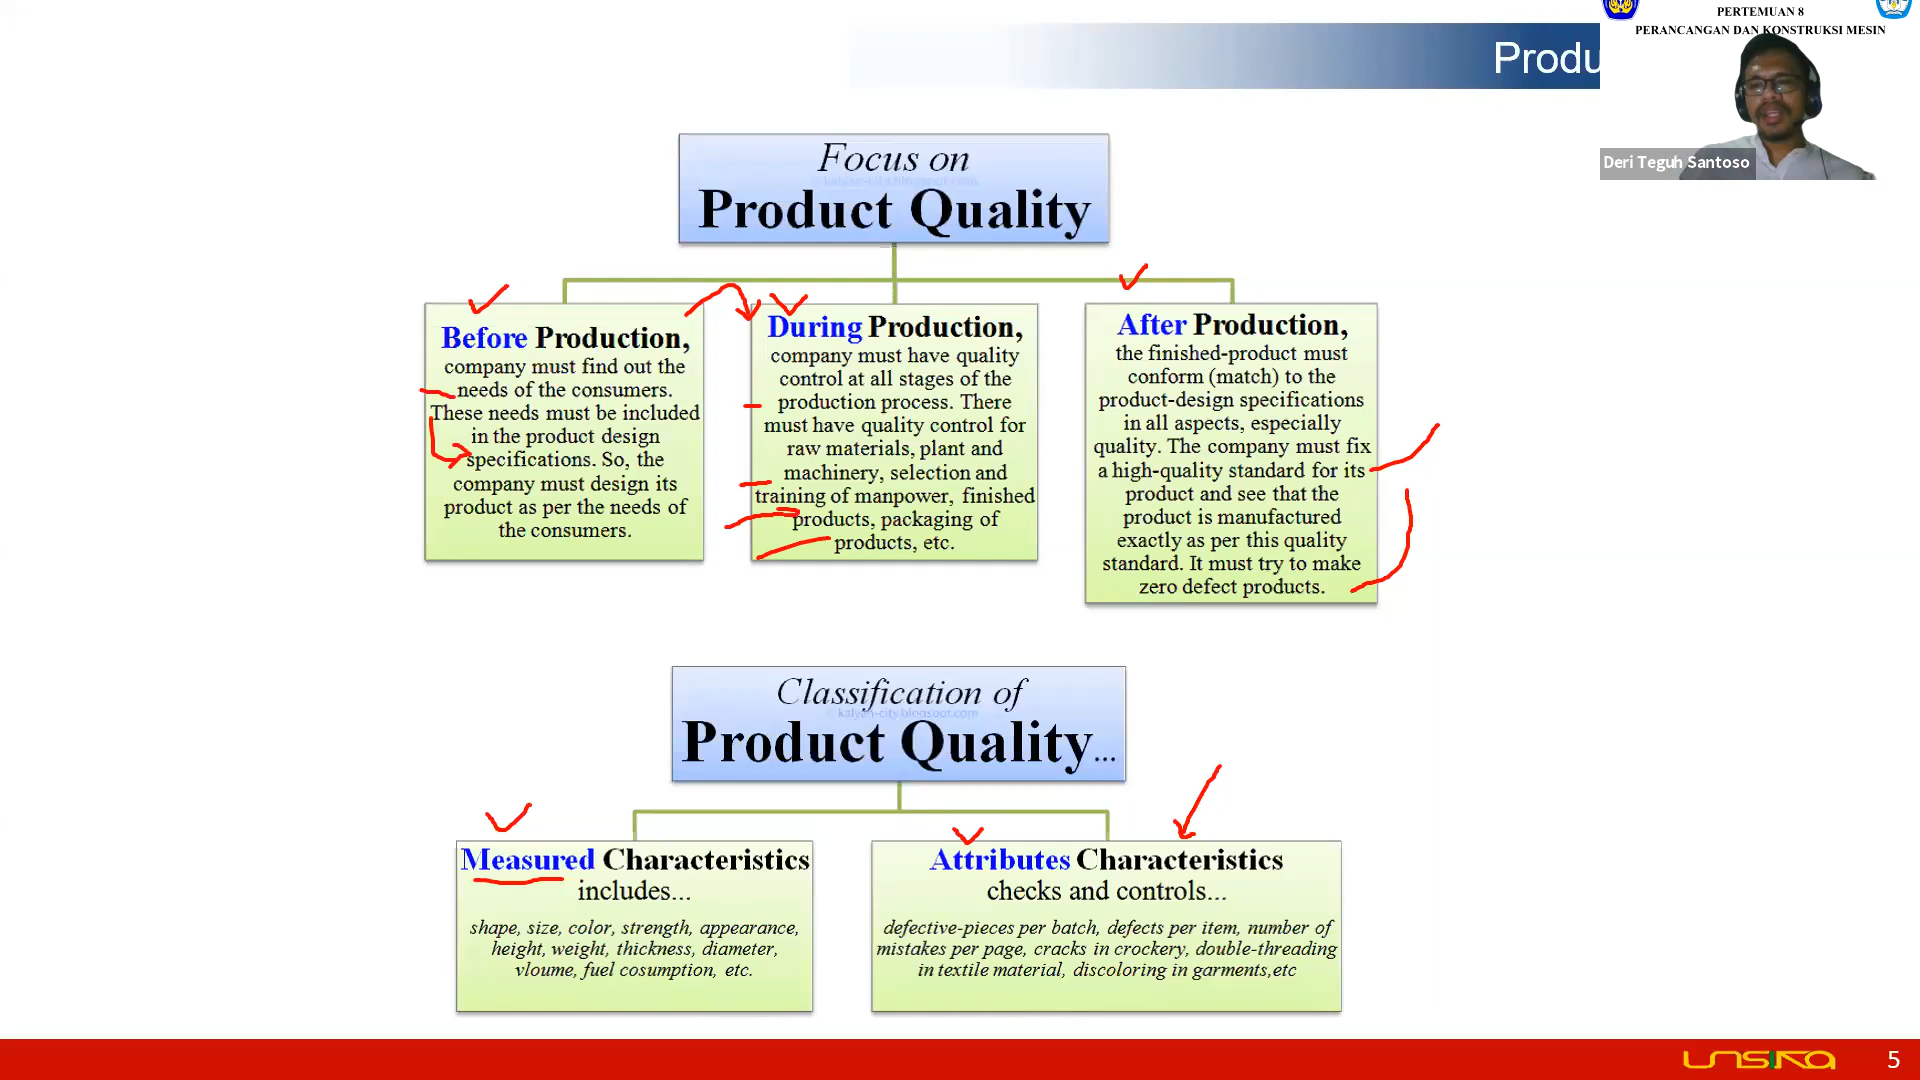 PERTEMUAN 8
PERANCANGAN DAN KONSTRUKSI MESIN
Produ
Deri Teguh Santoso
Focus on
Product Quality
Before Production,
company must find out the
needs of the consumers.
These needs must be included
in the product design
specifications. So, the
company must design its
product as per the needs of
the consumers.
During Production,
company must have quality
control at all stages of the
production process. There
must have quality control for
raw materials, plant and
machinery, selection and
training of manpower, finished
products, packaging of
products, etc.
After Production,
the finished-product must
conform (match) to the
product-design specifications
in all aspects, especially
quality. The company must fix
a high-quality standard for its
product and see that the
product is manufactured
exactly as per this quality
standard. It must try to make
zero defect products.
Classification of
© kalyan-city.blogspot.com
Product Quality...
Measured Characteristics
includes...
shape, size, color, strength, appearance,
height, weight, thickness, diameter,
vloume, fuel cosumption, etc.
Attributes Characteristics
checks and controls...
defective-pieces per batch, defects per item, number of
mistakes per page, cracks in crockery, double-threading
in textile material, discoloring in garments,etc
UNSIKA
5